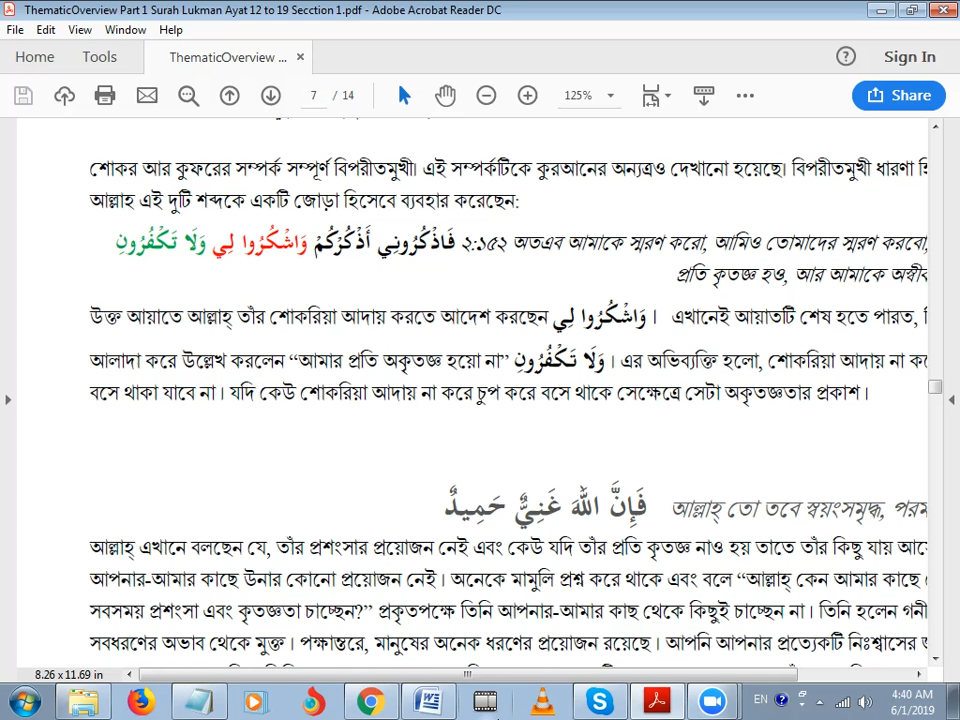 ThematicOverview Part 1 Surah Lukman Ayat 12 to 19 Secction 1.pdf - Adobe Acrobat Reader DC
File Edit View Window Help
Home Tools ThematicOverview ... × Sign In
7 / 14 125% Share
শোকর আর কুফরের সম্পর্ক সম্পূর্ণ বিপরীতমুখী। এই সম্পর্কটিকে কুরআনের অন্যত্রও দেখানো হয়েছে। বিপরীতমুখী ধারণা
আল্লাহ এই দুটি শব্দকে একটি জোড়া হিসেবে ব্যবহার করেছেন:
فَاذْكُرُونِي أَذْكُرْكُمْ وَاشْكُرُوا لِي وَلَا تَكْفُرُونِ ২:১৫২ অতএব আমাকে স্মরণ করো, আমিও তোমাদের স্মরণ করবো,
প্রতি কৃতজ্ঞ হও, আর আমাকে
উক্ত আয়াতে আল্লাহ্ তাঁর শোকরিয়া আদায় করতে আদেশ করছেন وَاشْكُرُوا لِي । এখানেই আয়াতটি শেষ হতে পারত,
আলাদা করে উল্লেখ করলেন “আমার প্রতি অকৃতজ্ঞ হয়ো না” وَلَا تَكْفُرُونِ । এর অভিব্যক্তি হলো, শোকরিয়া আদায় না
বসে থাকা যাবে না। যদি কেউ শোকরিয়া আদায় না করে চুপ করে বসে থাকে সেক্ষেত্রে সেটা অকৃতজ্ঞতার প্রকাশ।
فَإِنَّ اللَّهَ غَنِيٌّ حَمِيدٌ আল্লাহ্ তো তবে স্বয়ংসমৃদ্ধ,
আল্লাহ্ এখানে বলছেন যে, তাঁর প্রশংসার প্রয়োজন নেই এবং কেউ যদি তাঁর প্রতি কৃতজ্ঞ নাও হয় তাতে তাঁর কিছু যায়
আপনার-আমার কাছে উনার কোনো প্রয়োজন নেই। অনেকে মামুলি প্রশ্ন করে থাকে এবং বলে “আল্লাহ্ কেন আমার কাছে
সবসময় প্রশংসা এবং কৃতজ্ঞতা চাচ্ছেন?” প্রকৃতপক্ষে তিনি আপনার-আমার কাছ থেকে কিছুই চাচ্ছেন না। তিনি হলেন গনী
সবধরণের অভাব থেকে মুক্ত। পক্ষান্তরে, মানুষের অনেক ধরণের প্রয়োজন রয়েছে। আপনি আপনার প্রত্যেকটি নিঃশ্বাসের
8.26 x 11.69 in
EN 4:40 AM
6/1/2019